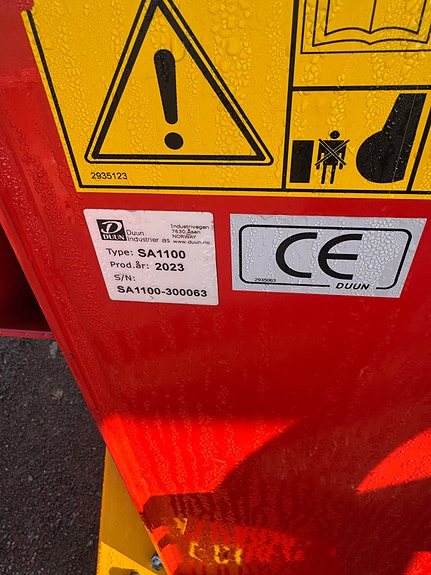 2935123
DUUN
Duun
Industrier as
Industrivegen
7630 Åsen
NORWAY
www.duun.no
Type: SA1100
Prod.år: 2023
S/N:
SA1100-300063
CE
2935063
DUUN